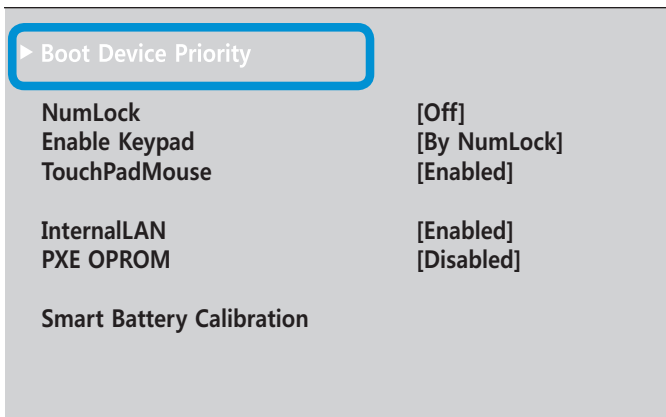 ▶ Boot Device Priority
NumLock [Off]
Enable Keypad [By NumLock]
TouchPadMouse [Enabled]
InternalLAN [Enabled]
PXE OPROM [Disabled]
Smart Battery Calibration